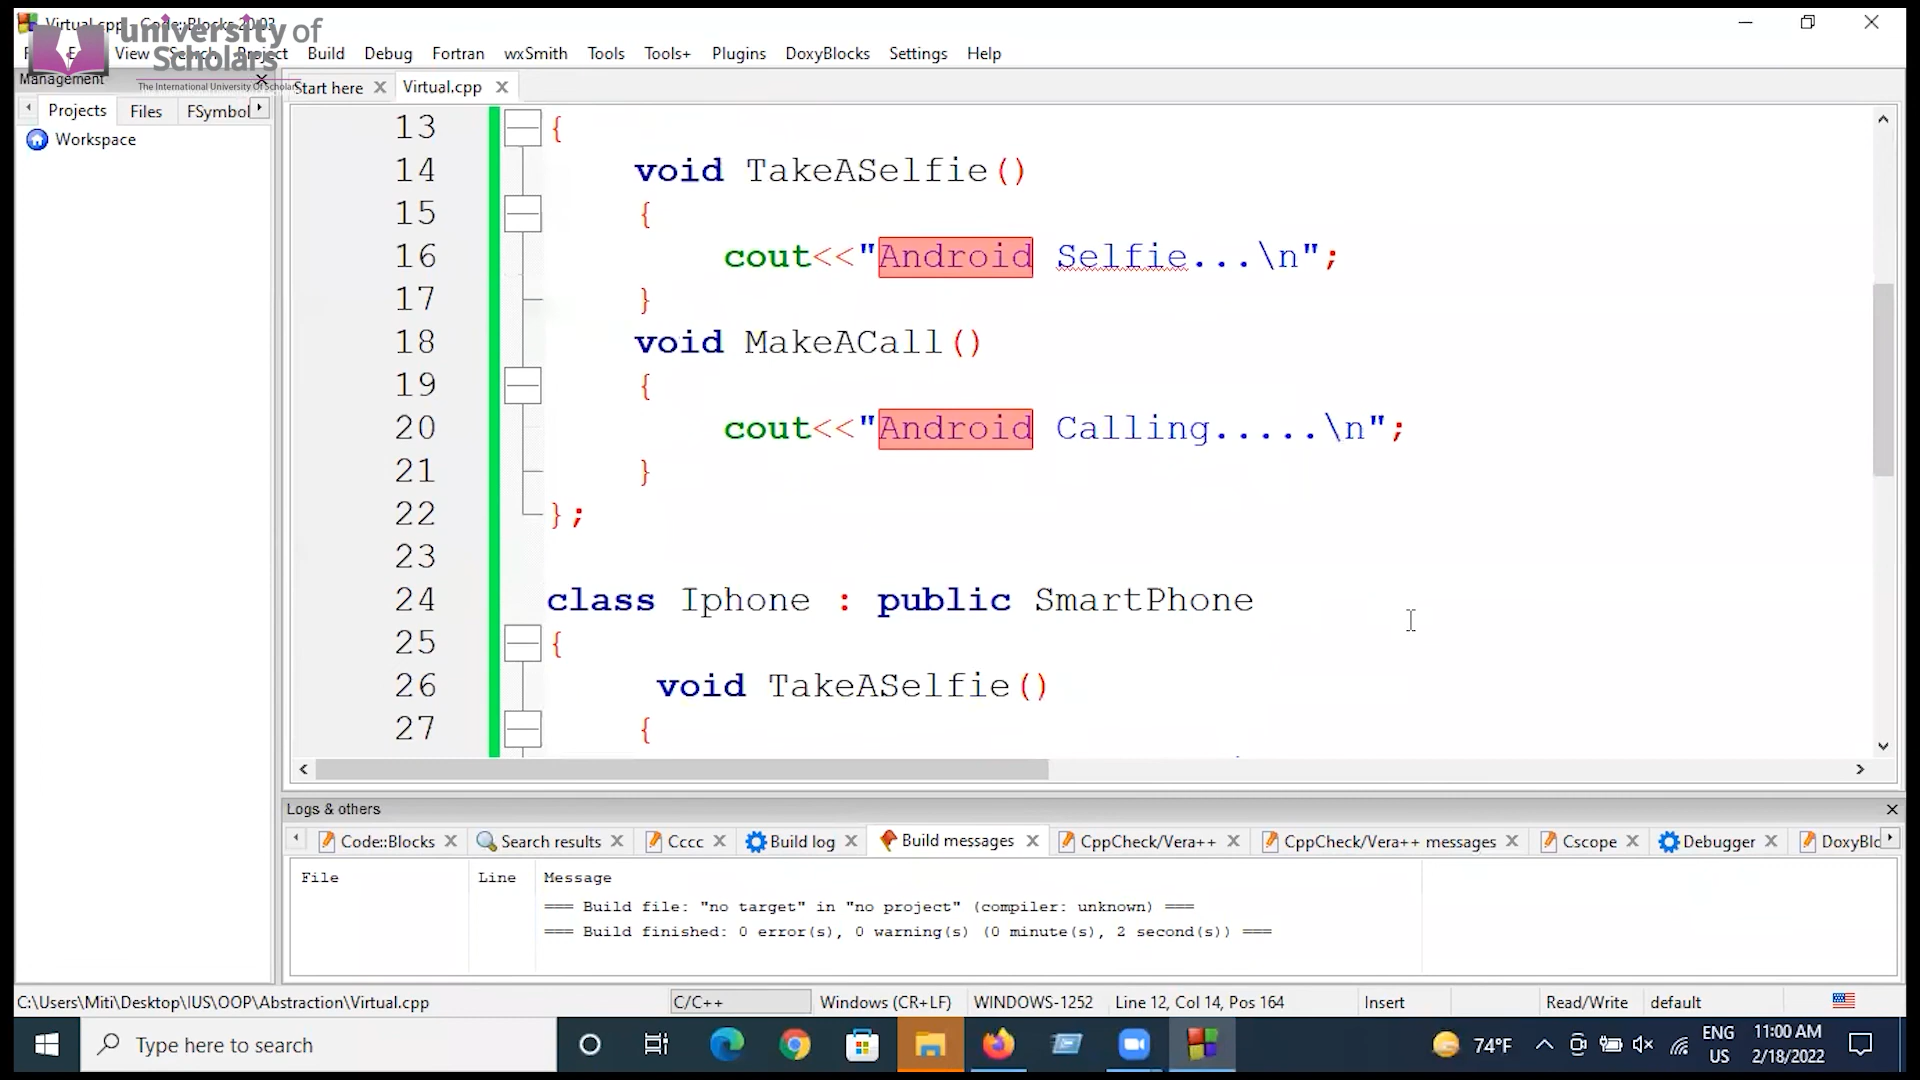 Virtual.cpp - Code::Blocks 20.03
university of
Scholars
The International University Of Scholars
View Search Project Build Debug Fortran wxSmith Tools Tools+ Plugins DoxyBlocks Settings Help
Management
Start here Virtual.cpp
Projects Files FSymbol
Workspace
13 {
14 void TakeASelfie()
15 {
16 cout<<"Android Selfie...\n";
17 }
18 void MakeACall()
19 {
20 cout<<"Android Calling.....\n";
21 }
22 };
23
24 class Iphone : public SmartPhone
25 {
26 void TakeASelfie()
27 {
Logs & others
Code::Blocks Search results Cccc Build log Build messages CppCheck/Vera++ CppCheck/Vera++ messages Cscope Debugger DoxyBlo
File Line Message
=== Build file: "no target" in "no project" (compiler: unknown) ===
=== Build finished: 0 error(s), 0 warning(s) (0 minute(s), 2 second(s)) ===
C:\Users\Miti\Desktop\IUS\OOP\Abstraction\Virtual.cpp C/C++ Windows (CR+LF) WINDOWS-1252 Line 12, Col 14, Pos 164 Insert Read/Write default
Type here to search 74°F ENG 11:00 AM
US 2/18/2022